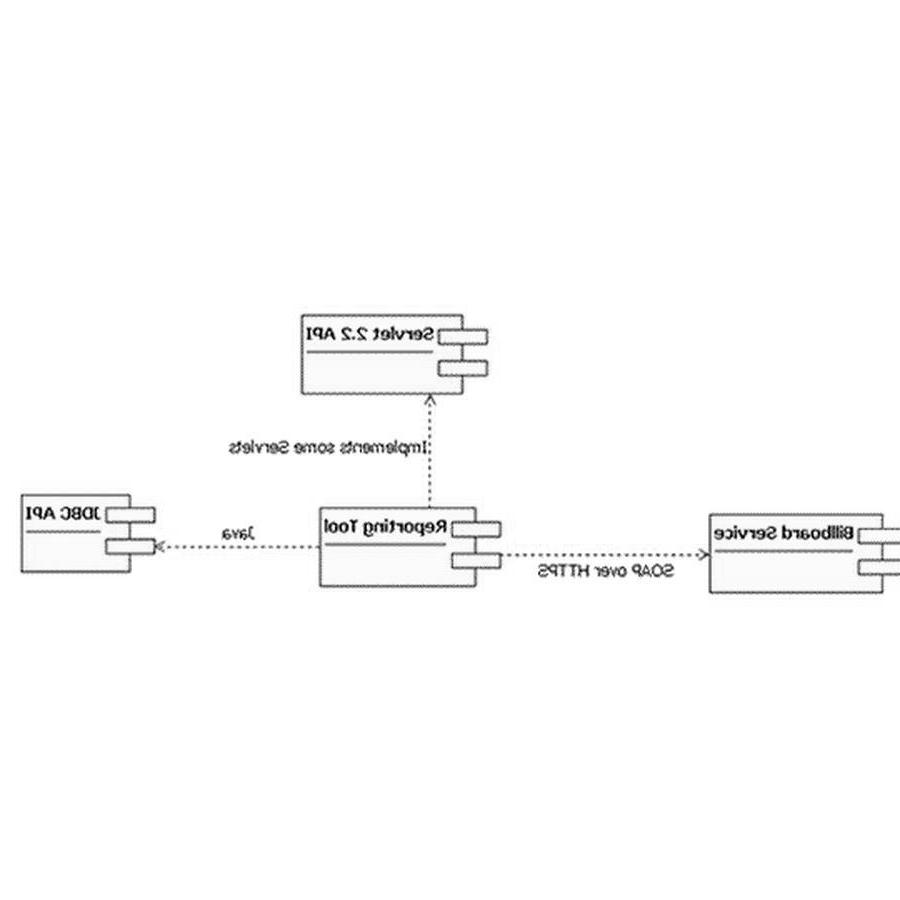 Servlet 2.2 API
Implements some Servlets
JDBC API
Java
Reporting Tool
SOAP over HTTPS
Billboard Service